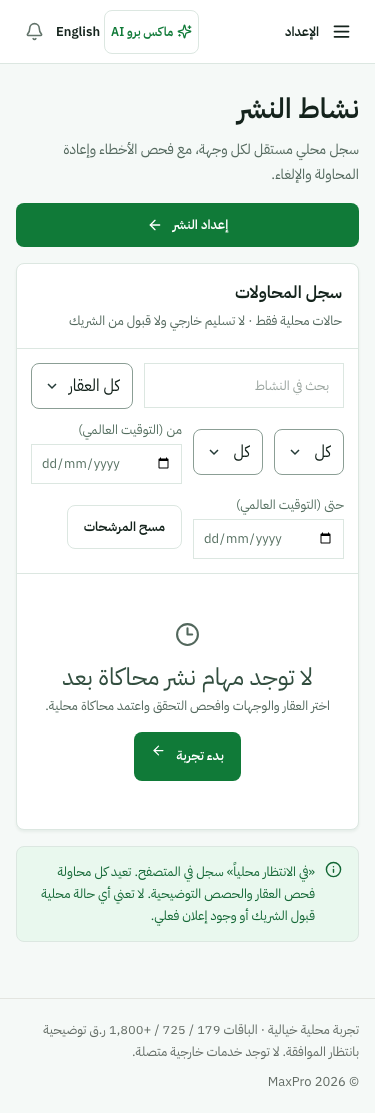 الإعداد
ماكس برو AI
English
نشاط النشر
سجل محلي مستقل لكل وجهة، مع فحص الأخطاء وإعادة
المحاولة والإلغاء.
إعداد النشر
سجل المحاولات
حالات محلية فقط · لا تسليم خارجي ولا قبول من الشريك
بحث في النشاط
كل العقار
كل
كل
من (التوقيت العالمي)
dd/mm/yyyy
حتى (التوقيت العالمي)
dd/mm/yyyy
مسح المرشحات
لا توجد مهام نشر محاكاة بعد
اختر العقار والوجهات وافحص التحقق واعتمد محاكاة محلية.
بدء تجربة
«في الانتظار محلياً» سجل في المتصفح. تعيد كل محاولة
فحص العقار والحصص التوضيحية. لا تعني أي حالة محلية
قبول الشريك أو وجود إعلان فعلي.
تجربة محلية خيالية · الباقات 179 / 725 / +1,800 ر.ق توضيحية
بانتظار الموافقة. لا توجد خدمات خارجية متصلة.
© 2026 MaxPro